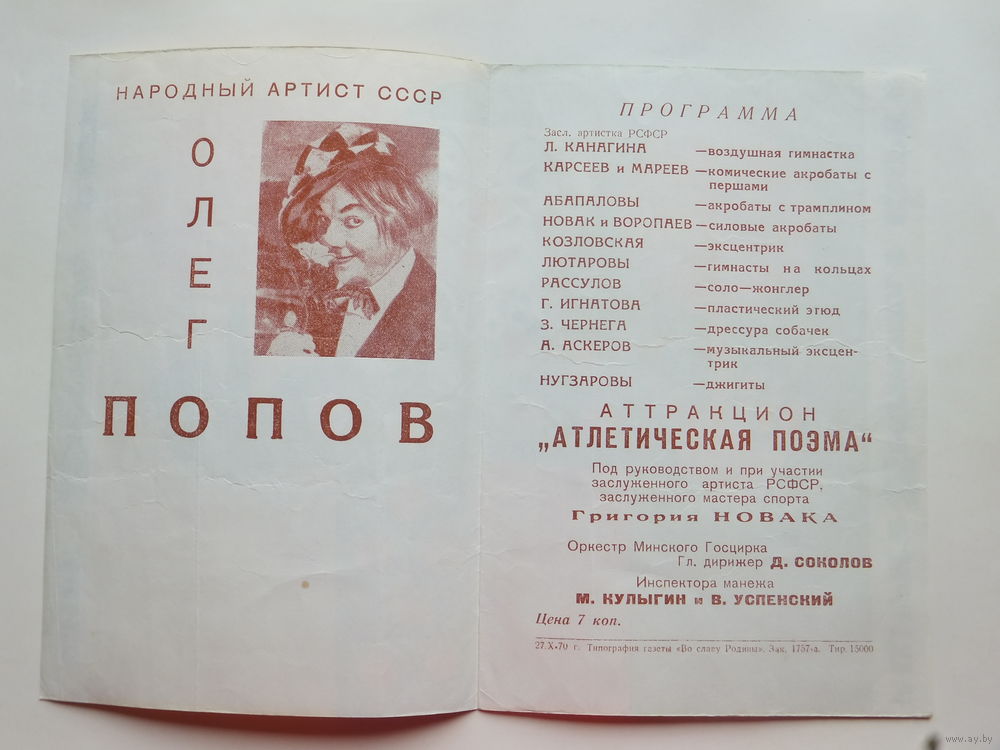 НАРОДНЫЙ АРТИСТ СССР
ОЛЕГ
ПОПОВ
ПРОГРАММА
Засл. артистка РСФСР
Л. КАНАГИНА —воздушная гимнастка
КАРСЕЕВ и МАРЕЕВ —комические акробаты с
першами
АБАПАЛОВЫ —акробаты с трамплином
НОВАК и ВОРОПАЕВ —силовые акробаты
КОЗЛОВСКАЯ —эксцентрик
ЛЮТАРОВЫ —гимнасты на кольцах
РАССУЛОВ —соло—жонглер
Г. ИГНАТОВА —пластический этюд
З. ЧЕРНЕГА —дрессура собачек
А. АСКЕРОВ —музыкальный эксцен-
трик
НУГЗАРОВЫ —джигиты
АТТРАКЦИОН
„АТЛЕТИЧЕСКАЯ ПОЭМА“
Под руководством и при участии
заслуженного артиста РСФСР,
заслуженного мастера спорта
Григория НОВАКА
Оркестр Минского Госцирка
Гл. дирижер Д. СОКОЛОВ
Инспектора манежа
М. КУЛЫГИН и В. УСПЕНСКИЙ
Цена 7 коп.
27.X-70 г. Типография газеты «Во славу Родины». Зак. 1757-а. Тир. 15000
www.ay.by